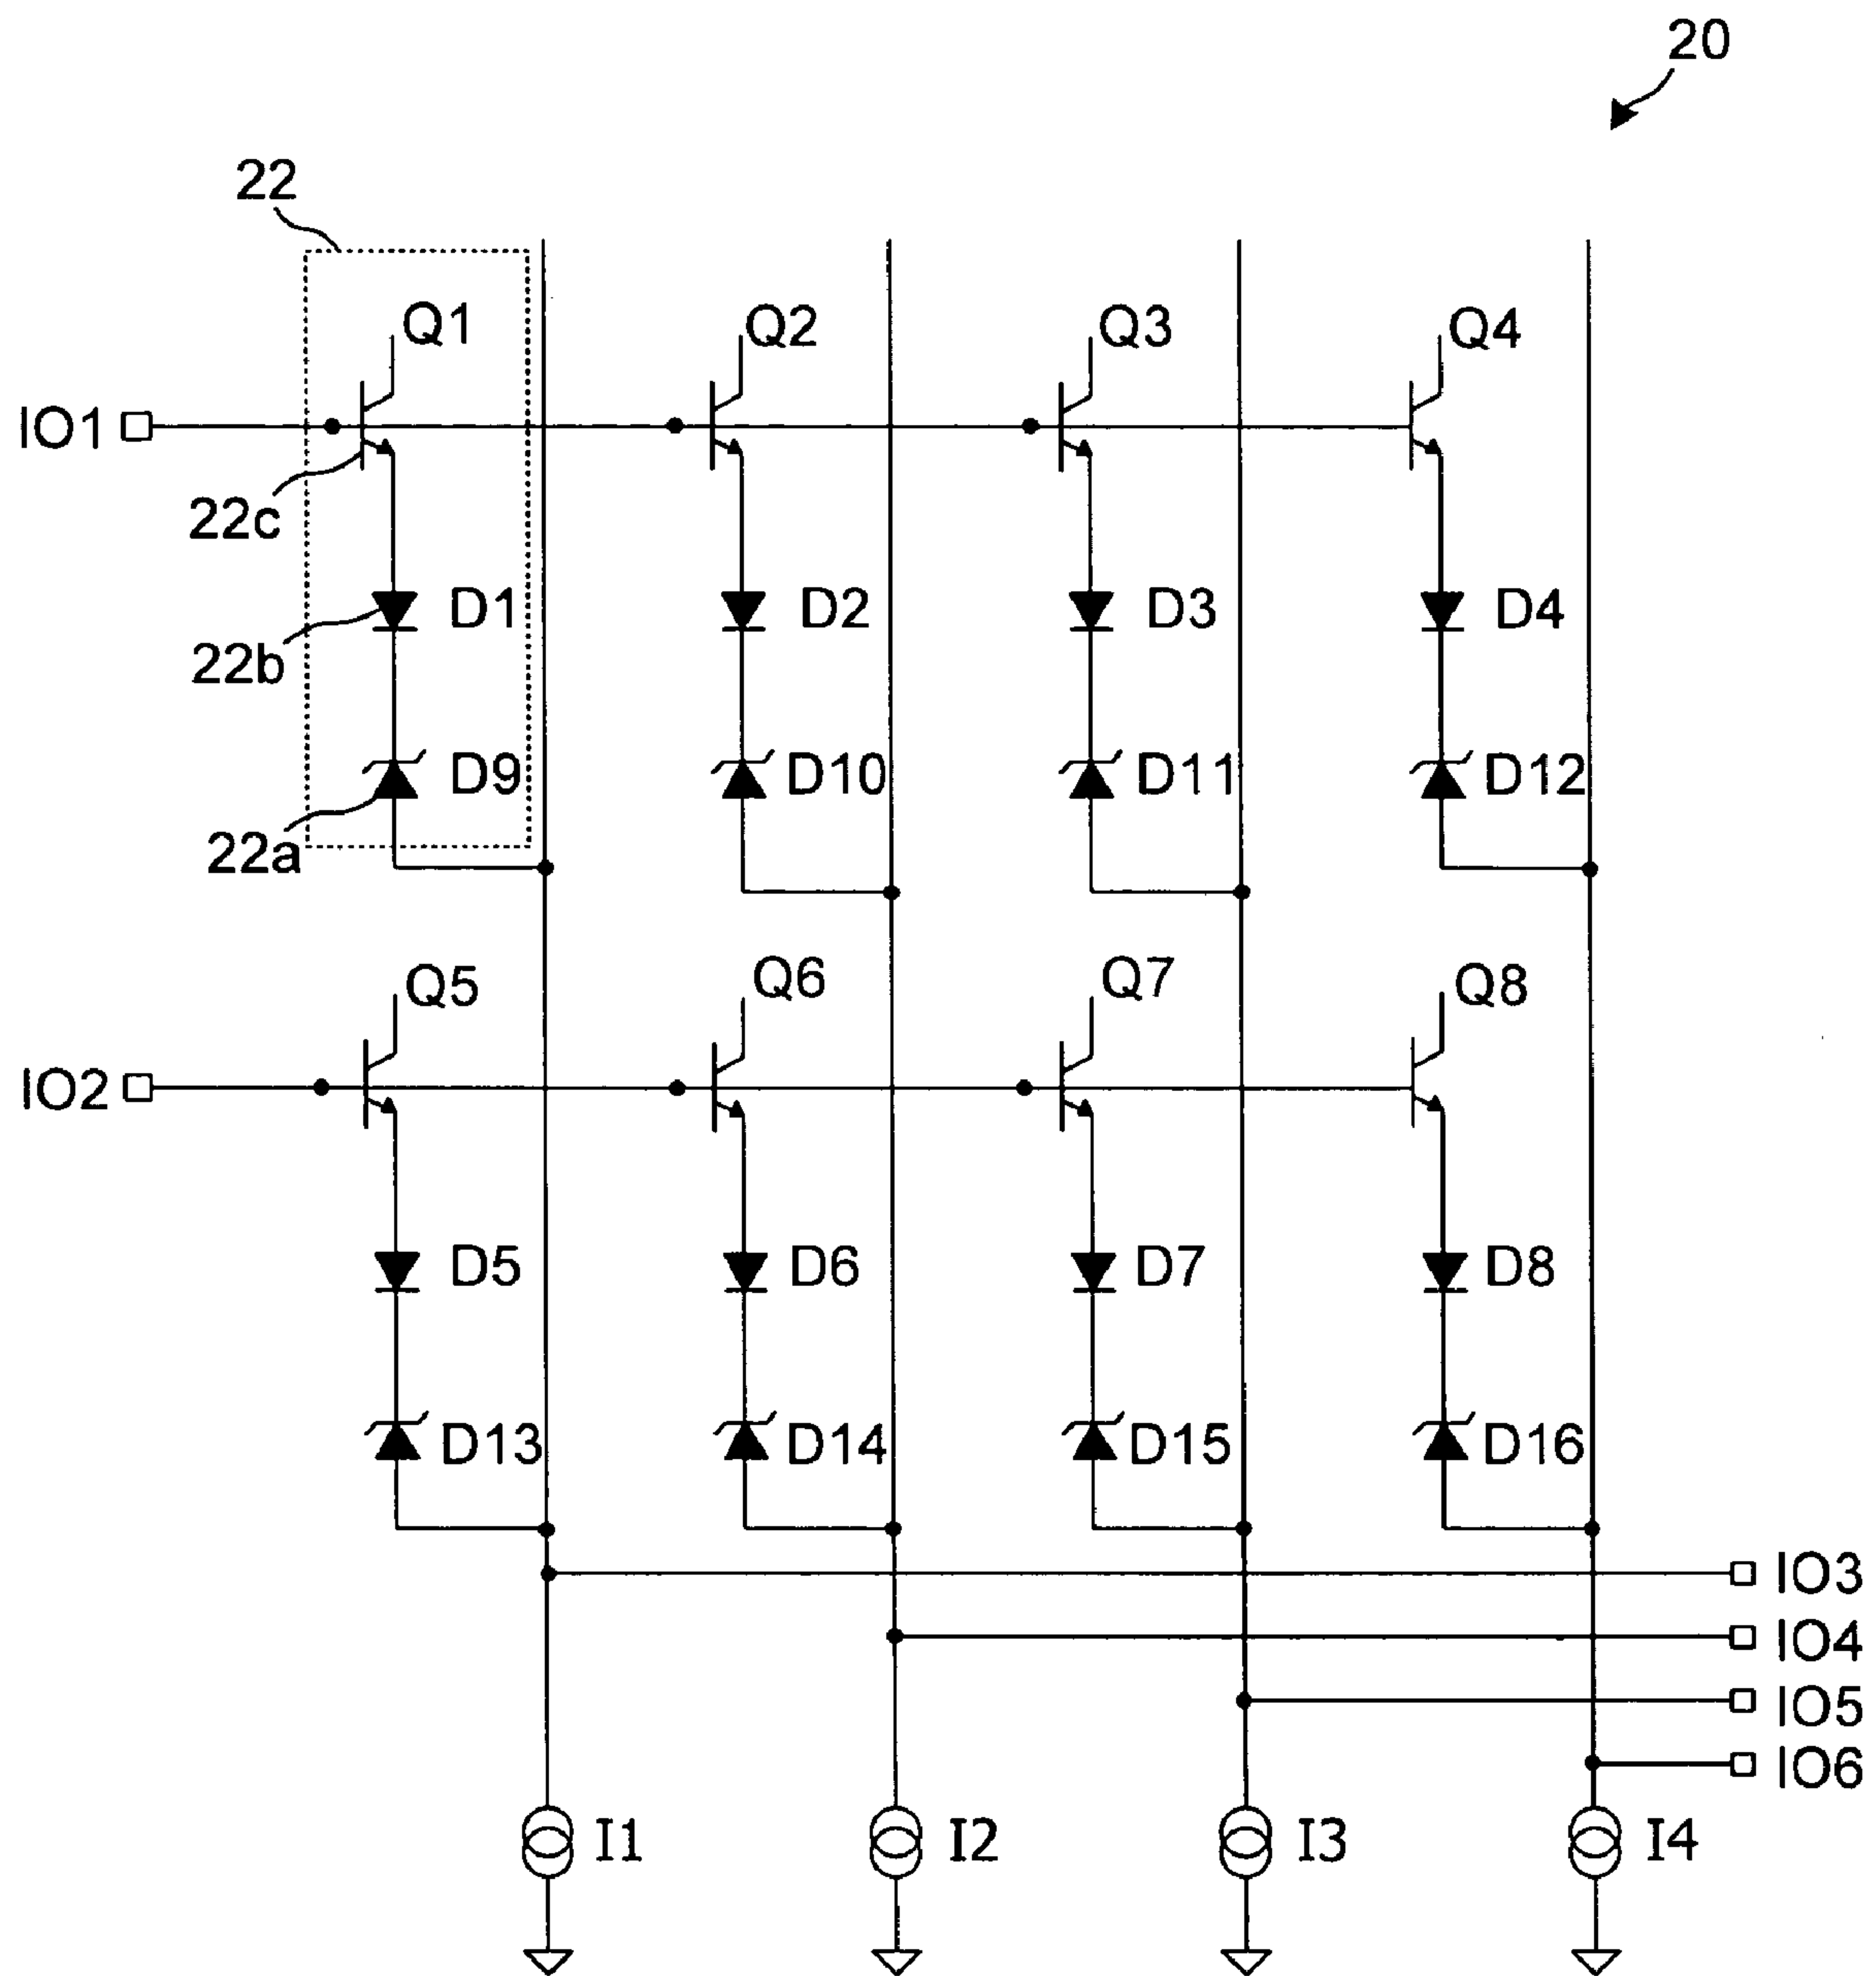 20
22
Q1 Q2 Q3 Q4
IO1
22c
D1 D2 D3 D4
22b
D9 D10 D11 D12
22a
Q5 Q6 Q7 Q8
IO2
D5 D6 D7 D8
D13 D14 D15 D16
IO3
IO4
IO5
IO6
I1 I2 I3 I4